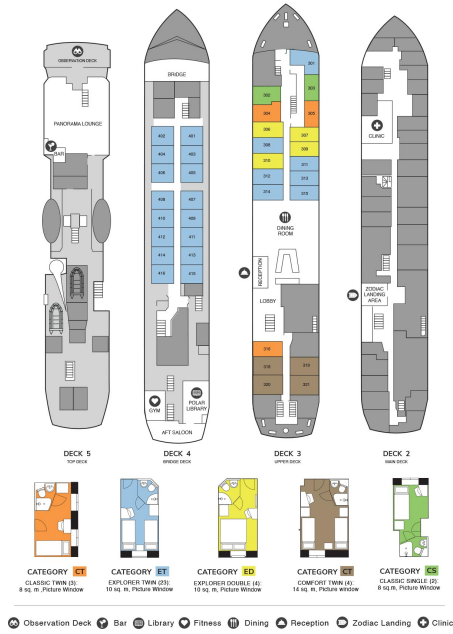 OBSERVATION DECK
PANORAMA LOUNGE
BAR
BRIDGE
402 401
404 403
406 405
408 407
410 409
412 411
414 413
416 415
GYM
POLAR
LIBRARY
AFT SALOON
301
302 303
304 305
306 307
308 309
310 311
312 313
314 315
DINING
ROOM
RECEPTION
LOBBY
316
318 319
320 321
CLINIC
ZODIAC
LANDING
AREA
DECK 5
TOP DECK
DECK 4
BRIDGE DECK
DECK 3
UPPER DECK
DECK 2
MAIN DECK
CATEGORY CT
CLASSIC TWIN (3):
8 sq. m ,Picture Window
CATEGORY ET
EXPLORER TWIN (23):
10 sq. m, Picture Window
CATEGORY ED
EXPLORER DOUBLE (4):
10 sq. m, Picture Window
CATEGORY CT
COMFORT TWIN (4):
14 sq. m, Picture Window
CATEGORY CS
CLASSIC SINGLE (2):
8 sq. m, Picture Window
Observation Deck Bar Library Fitness Dining Reception Zodiac Landing Clinic